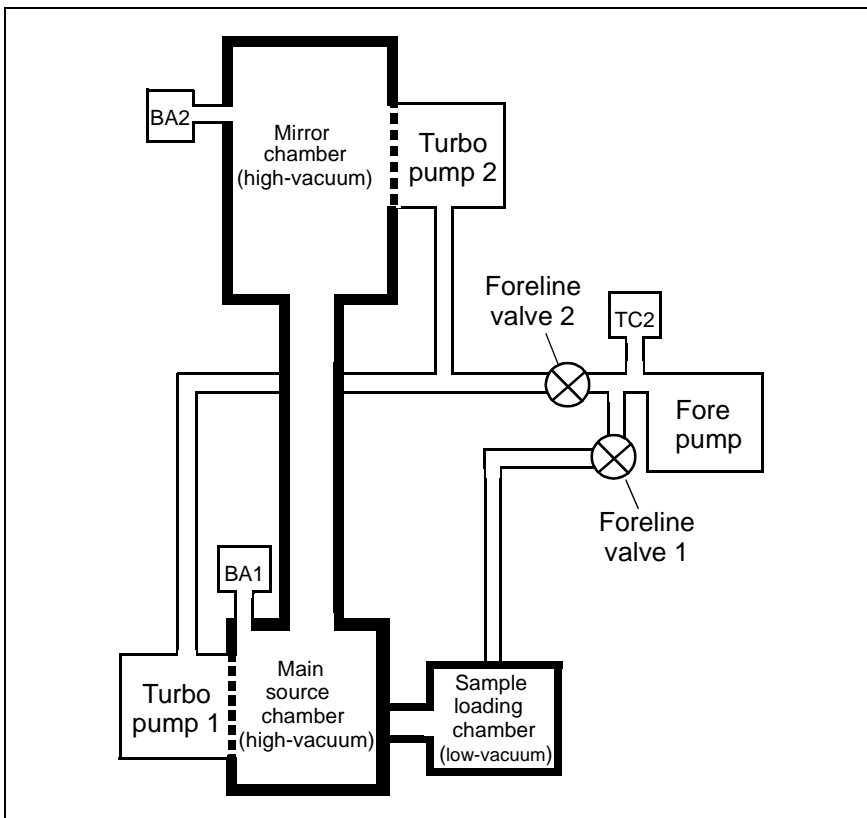 BA2
Mirror
chamber
(high-vacuum)
Turbo
pump 2
Foreline
valve 2
TC2
Fore
pump
Foreline
valve 1
BA1
Turbo
pump 1
Main
source
chamber
(high-vacuum)
Sample
loading
chamber
(low-vacuum)